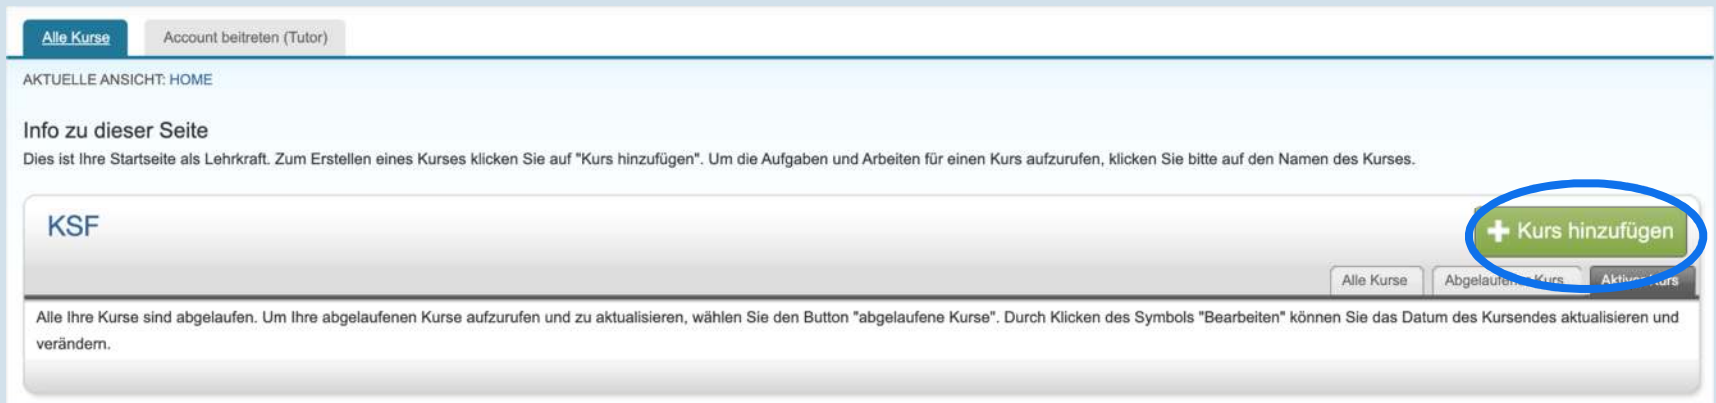 Alle Kurse
Account beitreten (Tutor)
AKTUELLE ANSICHT: HOME
Info zu dieser Seite
Dies ist Ihre Startseite als Lehrkraft. Zum Erstellen eines Kurses klicken Sie auf "Kurs hinzufügen". Um die Aufgaben und Arbeiten für einen Kurs aufzurufen, klicken Sie bitte auf den Namen des Kurses.
KSF
Kurs hinzufügen
Alle Kurse
Abgelaufener Kurs
Aktiver Kurs
Alle Ihre Kurse sind abgelaufen. Um Ihre abgelaufenen Kurse aufzurufen und zu aktualisieren, wählen Sie den Button "abgelaufene Kurse". Durch Klicken des Symbols "Bearbeiten" können Sie das Datum des Kursendes aktualisieren und
verändern.